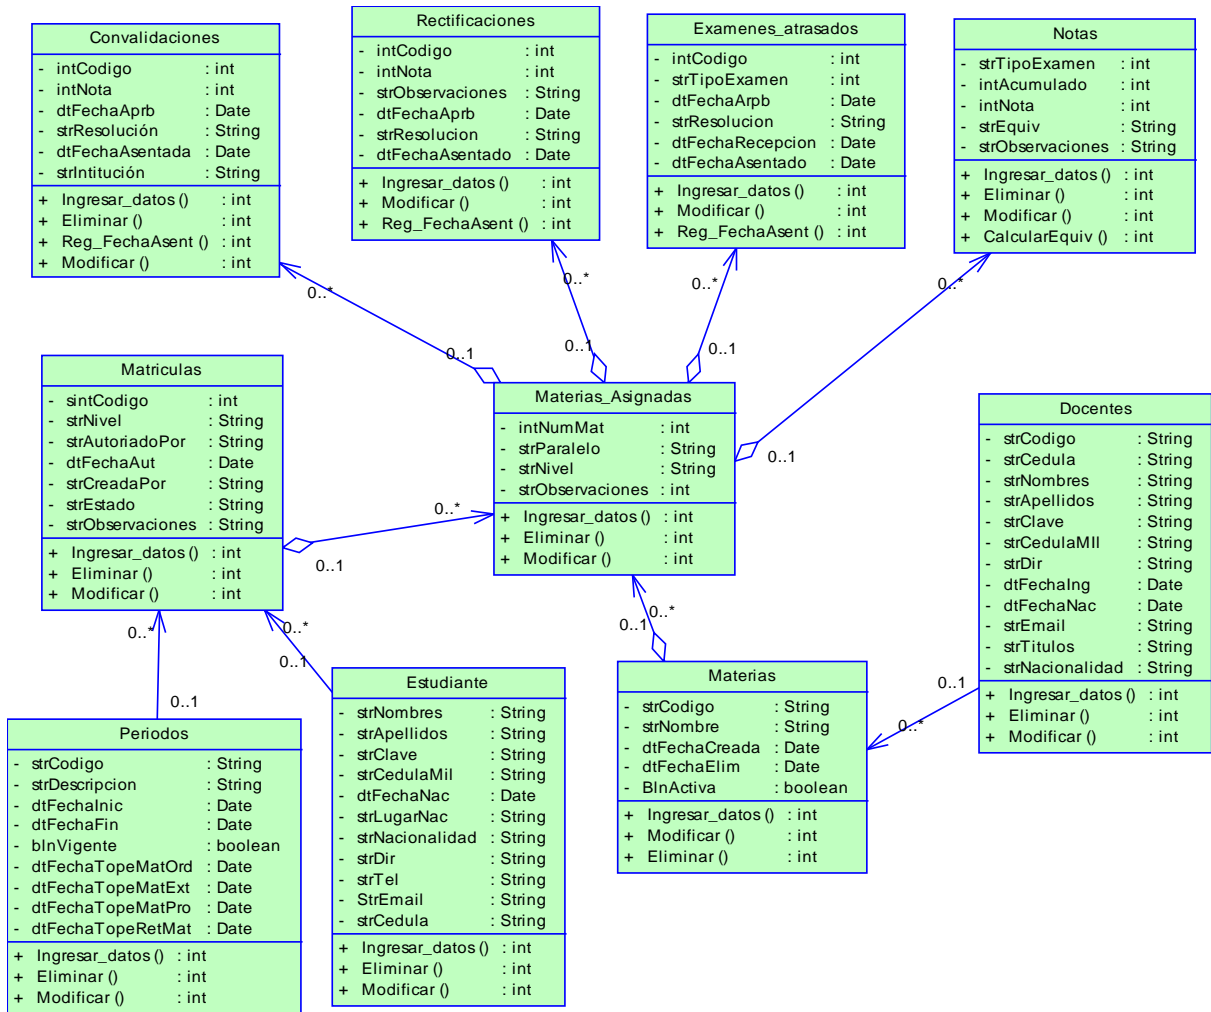 Convalidaciones
- intCodigo : int
- intNota : int
- dtFechaAprb : Date
- strResolución : String
- dtFechaAsentada : Date
- strIntitución : String
+ Ingresar_datos () : int
+ Eliminar () : int
+ Reg_FechaAsent () : int
+ Modificar () : int
Rectificaciones
- intCodigo : int
- intNota : int
- strObservaciones : String
- dtFechaAprb : Date
- strResolucion : String
- dtFechaAsentado : Date
+ Ingresar_datos () : int
+ Modificar () : int
+ Reg_FechaAsent () : int
Examenes_atrasados
- intCodigo : int
- strTipoExamen : int
- dtFechaArpb : Date
- strResolucion : String
- dtFechaRecepcion : Date
- dtFechaAsentado : Date
+ Ingresar_datos () : int
+ Modificar () : int
+ Reg_FechaAsent () : int
Notas
- strTipoExamen : int
- intAcumulado : int
- intNota : int
- strEquiv : String
- strObservaciones : String
+ Ingresar_datos () : int
+ Eliminar () : int
+ Modificar () : int
+ CalcularEquiv () : int
0..*
0..*
0..*
0..*
0..1
0..1
0..1
0..1
Matriculas
- sintCodigo : int
- strNivel : String
- strAutoriadoPor : String
- dtFechaAut : Date
- strCreadaPor : String
- strEstado : String
- strObservaciones : String
+ Ingresar_datos () : int
+ Eliminar () : int
+ Modificar () : int
0..*
0..1
Materias_Asignadas
- intNumMat : int
- strParalelo : String
- strNivel : String
- strObservaciones : int
+ Ingresar_datos () : int
+ Eliminar () : int
+ Modificar () : int
Docentes
- strCodigo : String
- strCedula : String
- strNombres : String
- strApellidos : String
- strClave : String
- strCedulaMIl : String
- strDir : String
- dtFechaIng : Date
- dtFechaNac : Date
- strEmail : String
- strTitulos : String
- strNacionalidad : String
+ Ingresar_datos () : int
+ Eliminar () : int
+ Modificar () : int
0..*
0..1
0..*
0..1
0..*
0..1
0..1
0..*
Periodos
- strCodigo : String
- strDescripcion : String
- dtFechaInic : Date
- dtFechaFin : Date
- blnVigente : boolean
- dtFechaTopeMatOrd : Date
- dtFechaTopeMatExt : Date
- dtFechaTopeMatPro : Date
- dtFechaTopeRetMat : Date
+ Ingresar_datos () : int
+ Eliminar () : int
+ Modificar () : int
Estudiante
- strNombres : String
- strApellidos : String
- strClave : String
- strCedulaMil : String
- dtFechaNac : Date
- strLugarNac : String
- strNacionalidad : String
- strDir : String
- strTel : String
- StrEmail : String
- strCedula : String
+ Ingresar_datos () : int
+ Eliminar () : int
+ Modificar () : int
Materias
- strCodigo : String
- strNombre : String
- dtFechaCreada : Date
- dtFechaElim : Date
- BlnActiva : boolean
+ Ingresar_datos () : int
+ Modificar () : int
+ Eliminar () : int